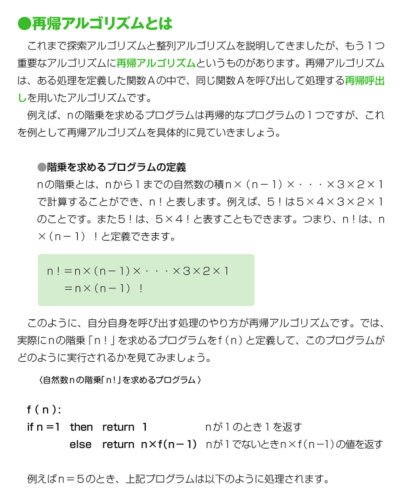 ●再帰アルゴリズムとは
これまで探索アルゴリズムと整列アルゴリズムを説明してきましたが、もう１つ
重要なアルゴリズムに再帰アルゴリズムというものがあります。再帰アルゴリズム
は、ある処理を定義した関数Ａの中で、同じ関数Ａを呼び出して処理する再帰呼出
しを用いたアルゴリズムです。
例えば、ｎの階乗を求めるプログラムは再帰的なプログラムの１つですが、これ
を例として再帰アルゴリズムを具体的に見ていきましょう。
●階乗を求めるプログラムの定義
ｎの階乗とは、ｎから１までの自然数の積ｎ×（ｎ－１）×・・・×３×２×１
で計算することができ、ｎ！と表します。例えば、５！は５×４×３×２×１
のことです。また５！は、５×４！と表すこともできます。つまり、ｎ！は、ｎ
×（ｎ－１）！と定義できます。
ｎ！＝ｎ×（ｎ－１）×・・・×３×２×１
＝ｎ×（ｎ－１）！
このように、自分自身を呼び出す処理のやり方が再帰アルゴリズムです。では、
実際にｎの階乗「ｎ！」を求めるプログラムをｆ（ｎ）と定義して、このプログラムが
どのように実行されるかを見てみましょう。
〈自然数ｎの階乗「ｎ！」を求めるプログラム〉
f ( n ):
if n =1 then return 1 ｎが１のとき１を返す
else return n×f(n－1) ｎが１でないときｎ×ｆ（ｎ－１）の値を返す
例えばｎ＝５のとき、上記プログラムは以下のように処理されます。